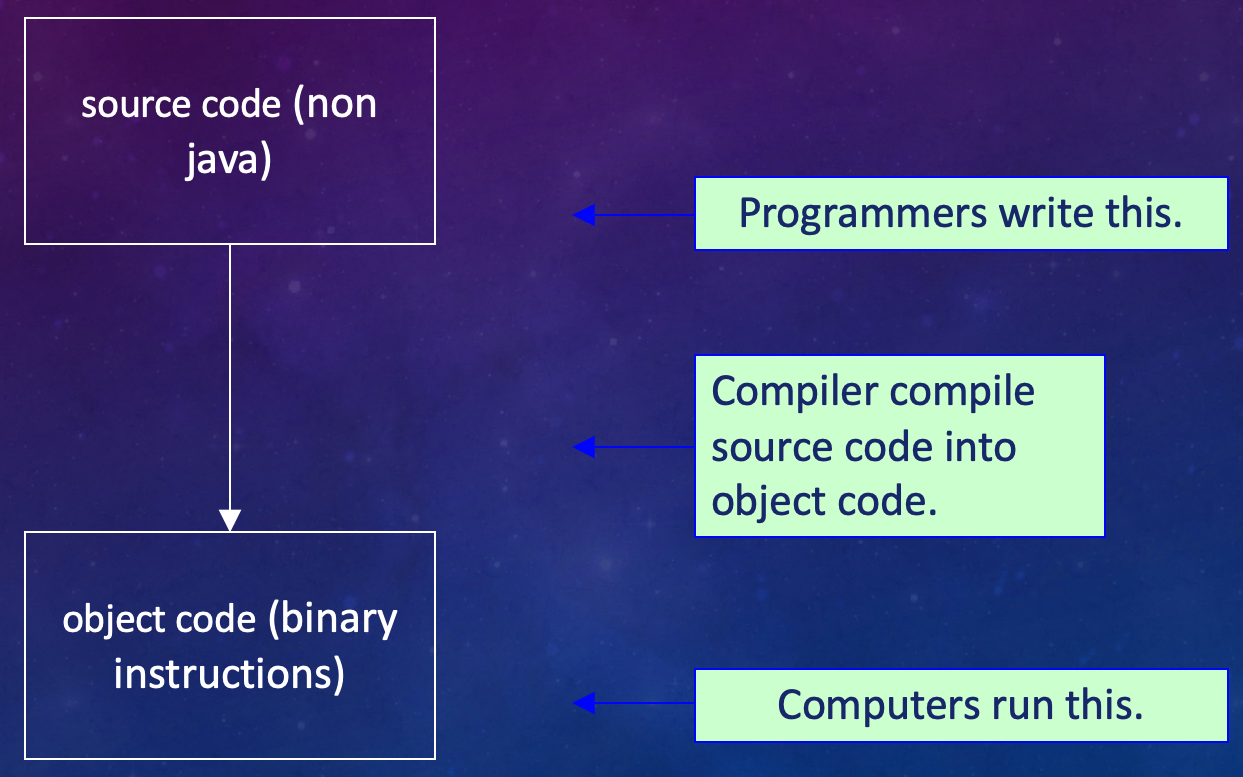 source code (non
java)
Programmers write this.
Compiler compile
source code into
object code.
object code (binary
instructions)
Computers run this.